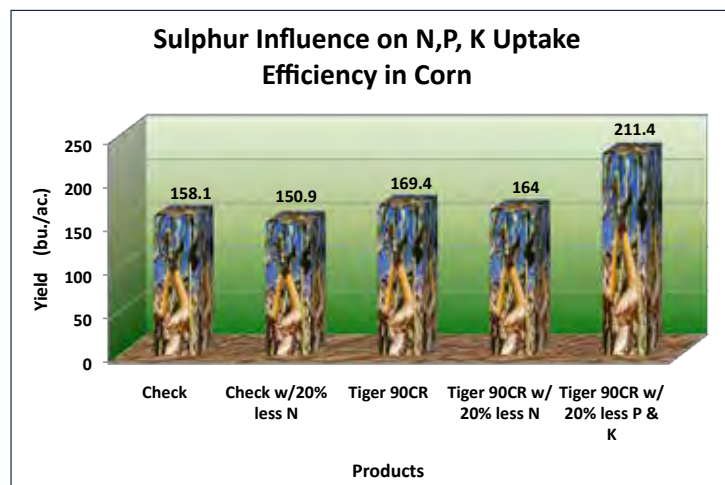 Sulphur Influence on N,P, K Uptake
Efficiency in Corn
Yield (bu./ac.)
250
200
150
100
50
0
158.1
150.9
169.4
164
211.4
Check
Check w/20%
less N
Tiger 90CR
Tiger 90CR w/
20% less N
Tiger 90CR w/
20% less P &
K
Products